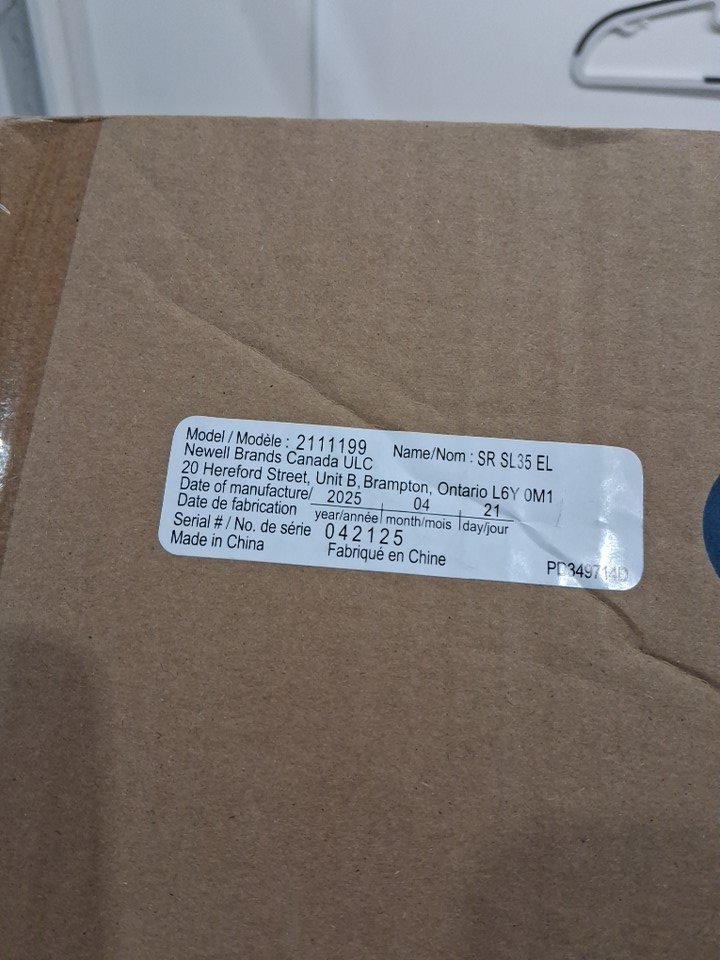 Model / Modèle : 2111199 Name/Nom : SR SL35 EL
Newell Brands Canada ULC
20 Hereford Street, Unit B, Brampton, Ontario L6Y 0M1
Date of manufacture/ 2025 04 21
Date de fabrication year/année month/mois day/jour
Serial # / No. de série 042125
Made in China Fabriqué en Chine
PD349714D